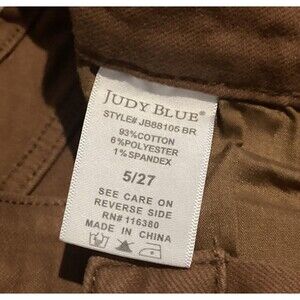 JUDY BLUE®
STYLE# JB88105 BR
93%COTTON
6%POLYESTER
1%SPANDEX
5/27
SEE CARE ON
REVERSE SIDE
RN# 116380
MADE IN CHINA